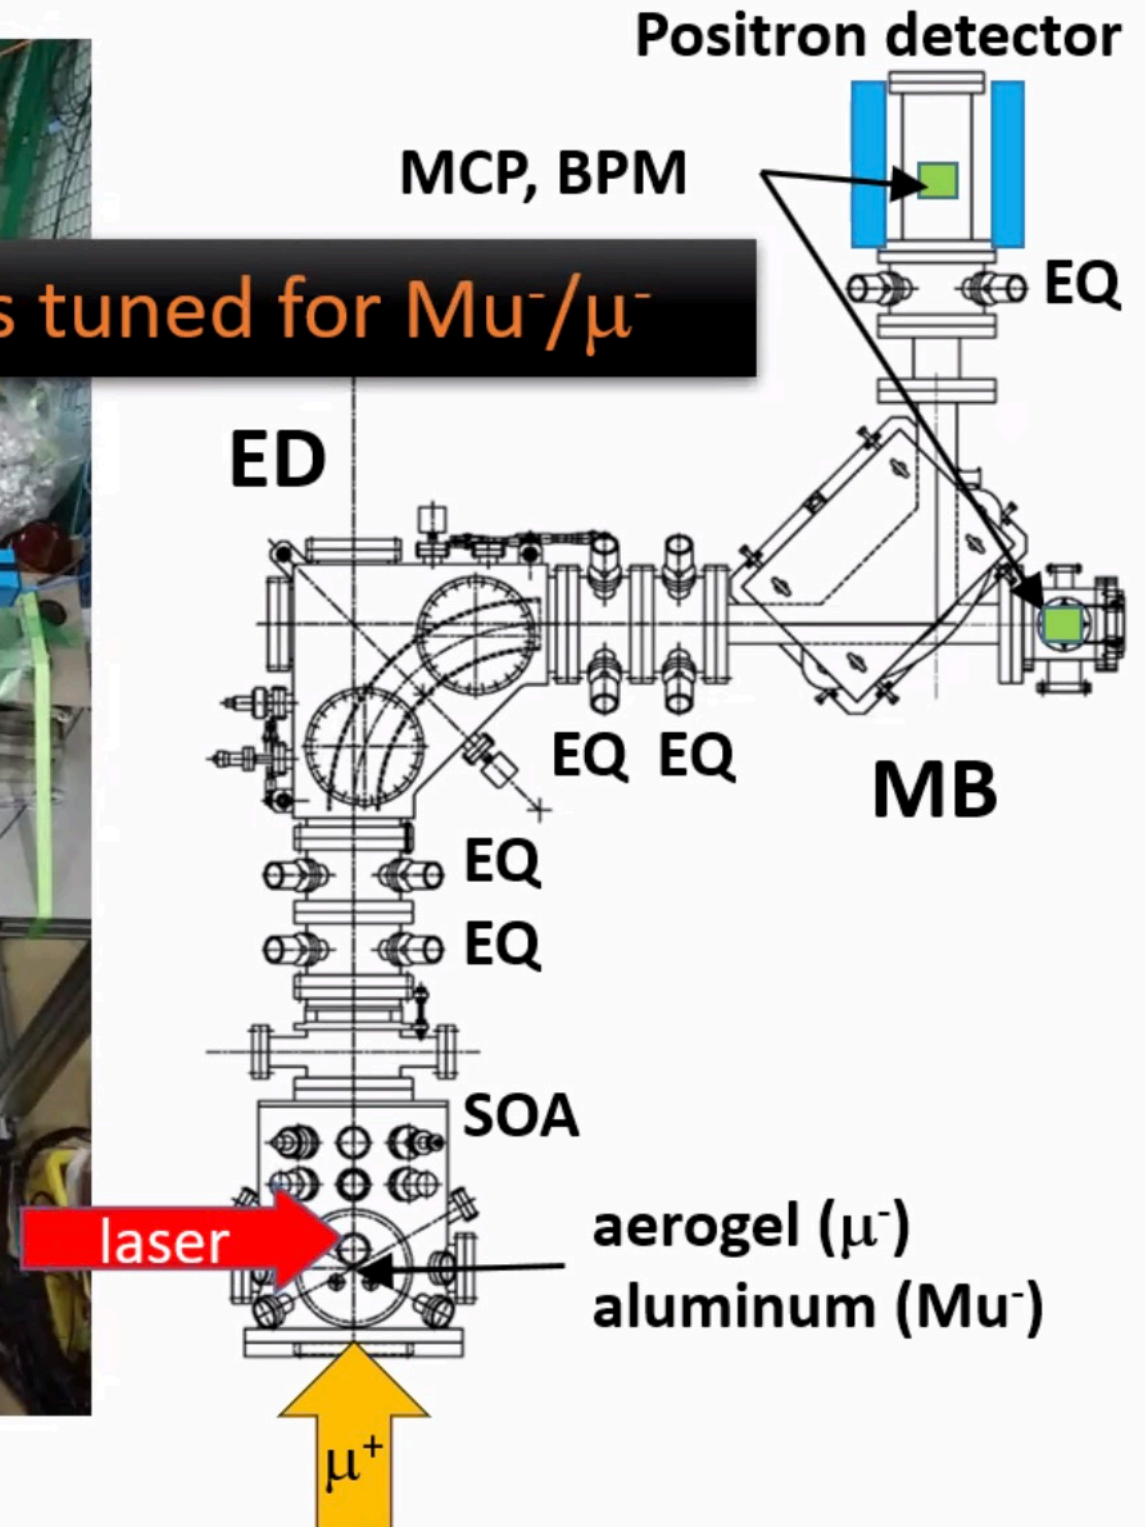 Positron detector
MCP, BPM
EQ
s tuned for Mu⁻/μ⁻
ED
EQ EQ
MB
EQ
EQ
SOA
laser
aerogel (μ⁻)
aluminum (Mu⁻)
μ⁺